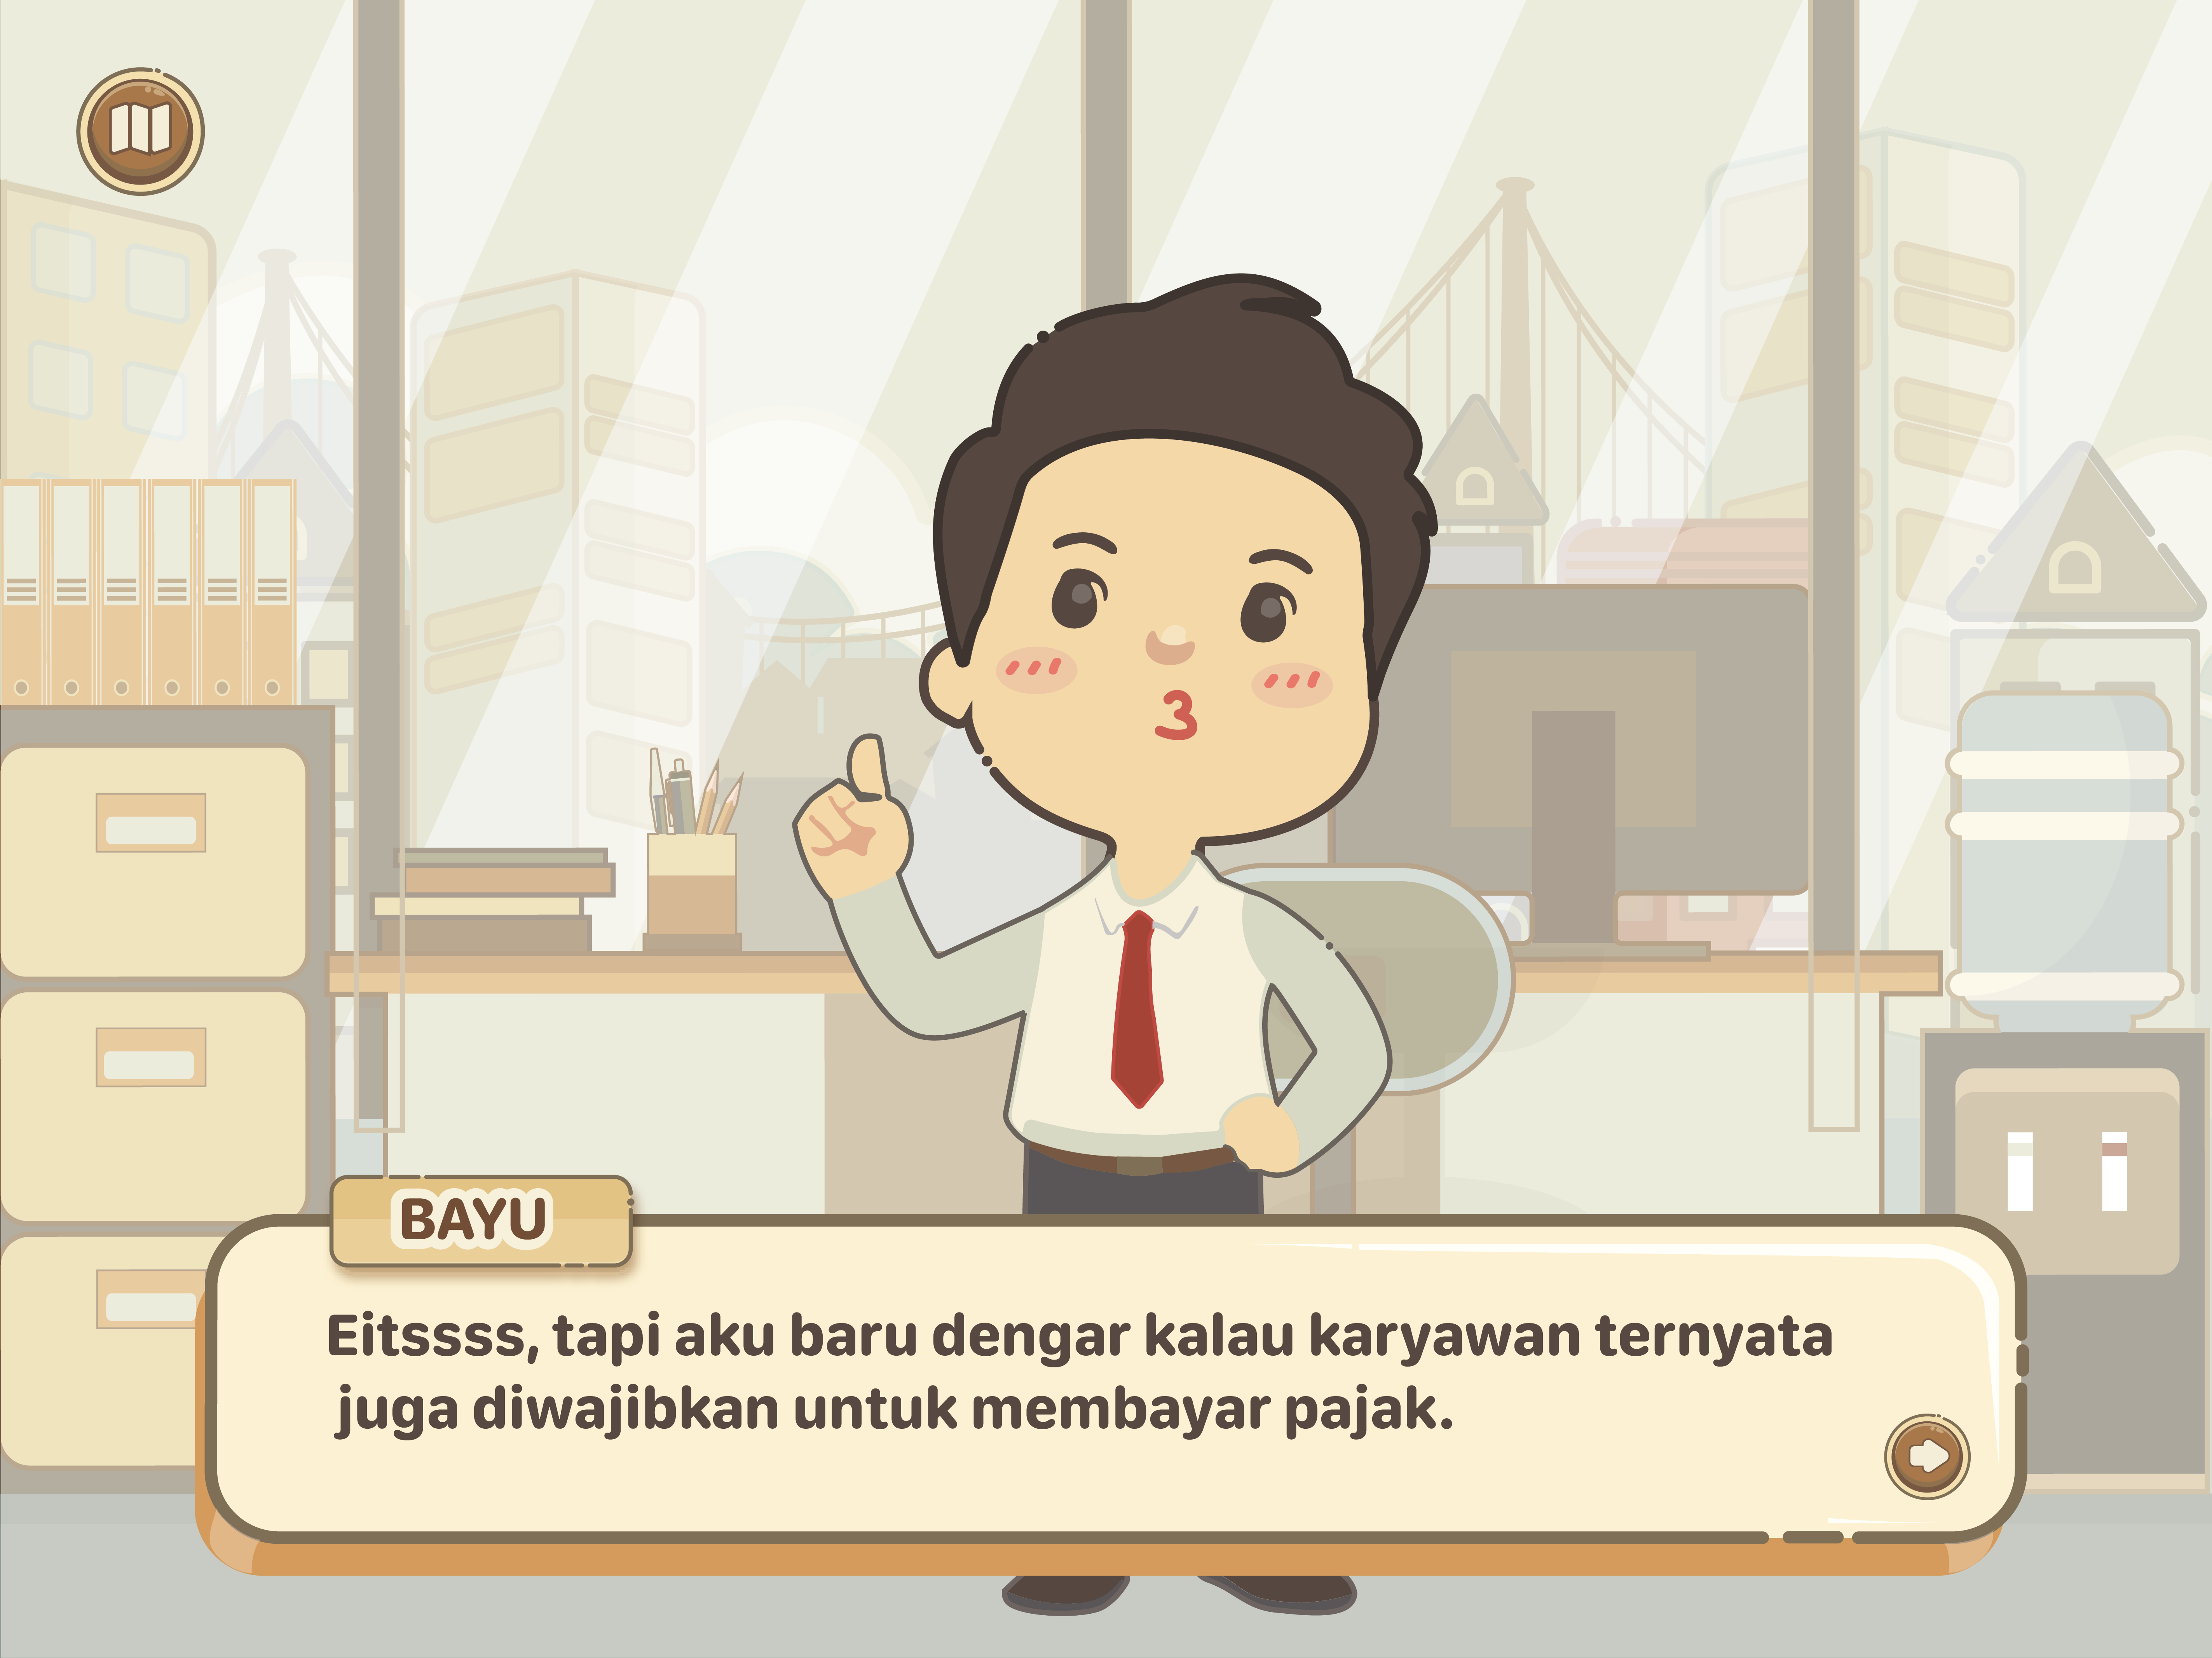 BAYU
Eitssss, tapi aku baru dengar kalau karyawan ternyata
juga diwajibkan untuk membayar pajak.